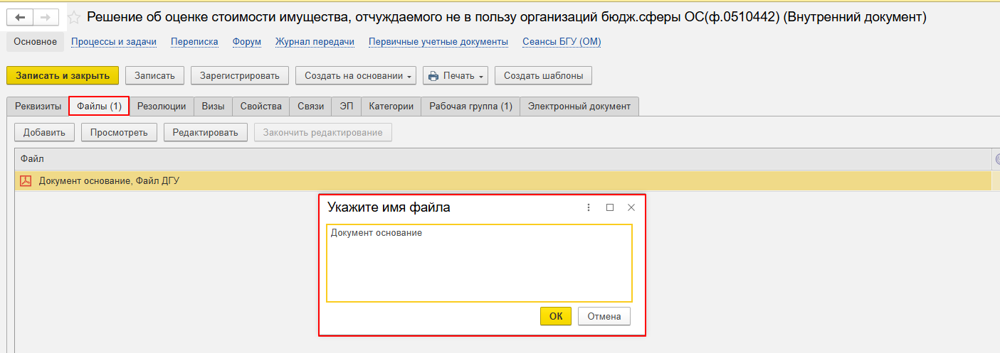 Решение об оценке стоимости имущества, отчуждаемого не в пользу организаций бюдж.сферы ОС(ф.0510442) (Внутренний документ)
Основное Процессы и задачи Переписка Форум Журнал передачи Первичные учетные документы Сеансы БГУ (ОМ)
Записать и закрыть Записать Зарегистрировать Создать на основании Печать Создать шаблоны
Реквизиты Файлы (1) Резолюции Визы Свойства Связи ЭП Категории Рабочая группа (1) Электронный документ
Добавить Просмотреть Редактировать Закончить редактирование
Файл
Документ основание, Файл ДГУ
Укажите имя файла
Документ основание
ОК Отмена